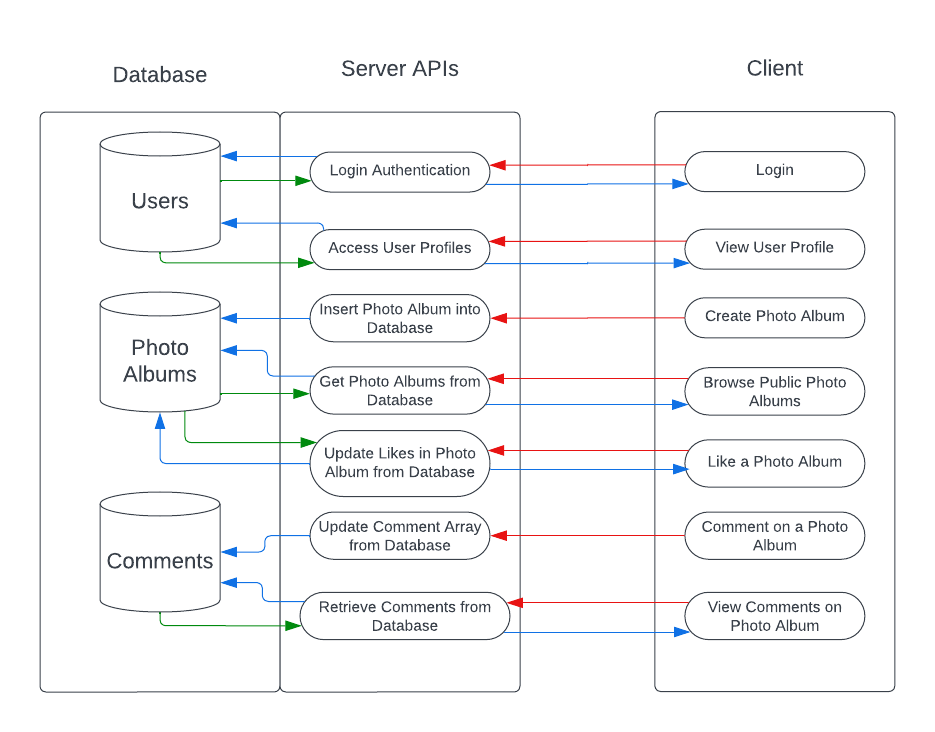 Database
Server APIs
Client
Users
Login Authentication
Login
Access User Profiles
View User Profile
Insert Photo Album into
Database
Create Photo Album
Photo
Albums
Get Photo Albums from
Database
Browse Public Photo
Albums
Update Likes in Photo
Album from Database
Like a Photo Album
Comments
Update Comment Array
from Database
Comment on a Photo
Album
Retrieve Comments from
Database
View Comments on
Photo Album